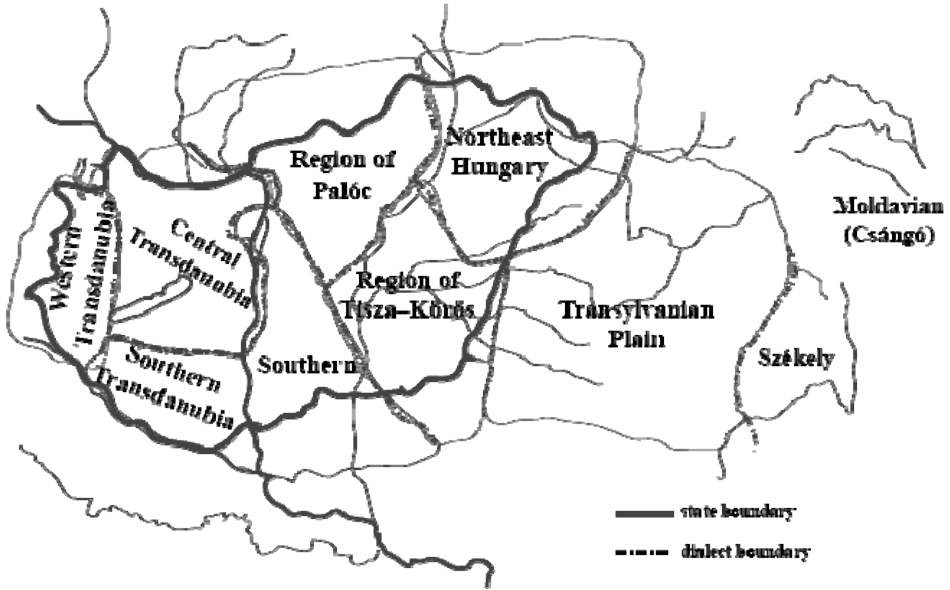 Region of
Palóc
Northeast
Hungary
Moldavian
(Csángó)
Western
Transdanubia
Central
Transdanubia
Region of
Tisza–Körös
Transylvanian
Plain
Southern
Transdanubia
Southern
Székely
state boundary
dialect boundary